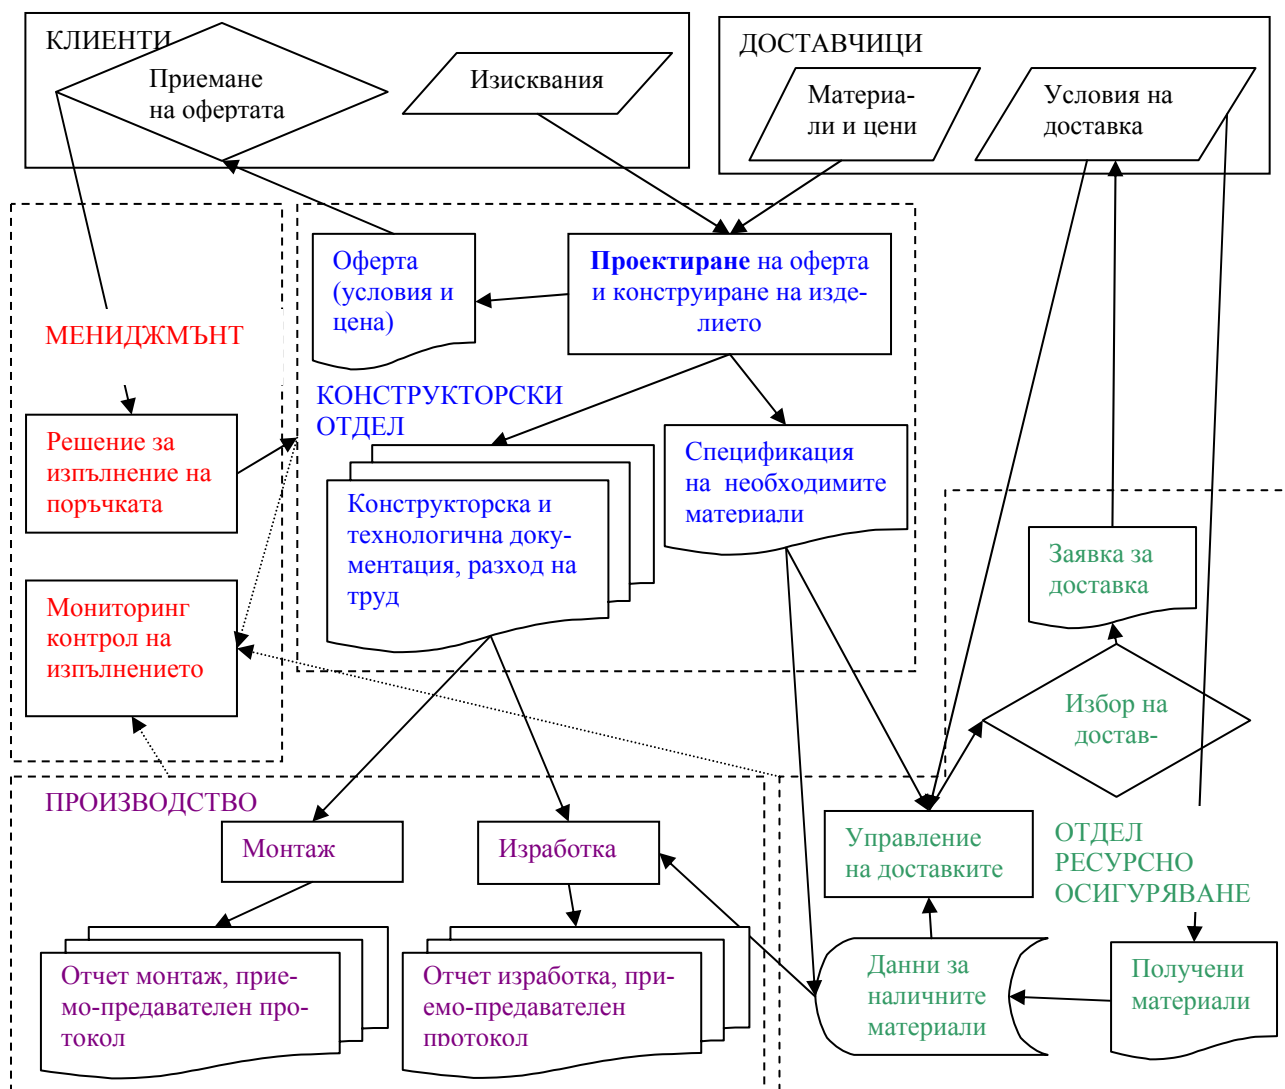 КЛИЕНТИ
Приемане
на офертата
Изисквания
ДОСТАВЧИЦИ
Материа-
ли и цени
Условия на
доставка
Оферта
(условия и
цена)
Проектиране на оферта
и конструиране на изде-
лието
МЕНИДЖМЪНТ
КОНСТРУКТОРСКИ
ОТДЕЛ
Решение за
изпълнение на
поръчката
Спецификация
на необходимите
материали
Конструкторска и
технологична доку-
ментация, разход на
труд
Заявка за
доставка
Мониторинг
контрол на
изпълнението
Избор на
достав-
ПРОИЗВОДСТВО
Монтаж
Изработка
Управление
на доставките
ОТДЕЛ
РЕСУРСНО
ОСИГУРЯВАНЕ
Отчет монтаж, прие-
мо-предавателен про-
токол
Отчет изработка, при-
емо-предавателен
протокол
Данни за
наличните
материали
Получени
материали